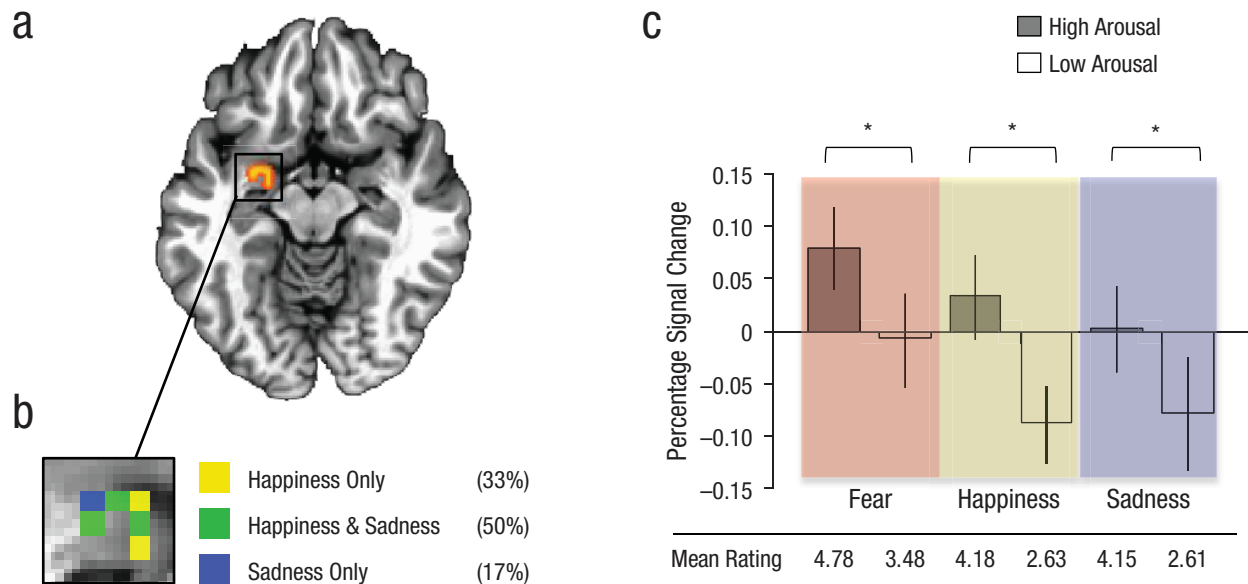 a
b
Happiness Only (33%)
Happiness & Sadness (50%)
Sadness Only (17%)
c
High Arousal
Low Arousal
* * *
Percentage Signal Change
0.15
0.10
0.05
0
−0.05
−0.10
−0.15
Fear Happiness Sadness
Mean Rating 4.78 3.48 4.18 2.63 4.15 2.61